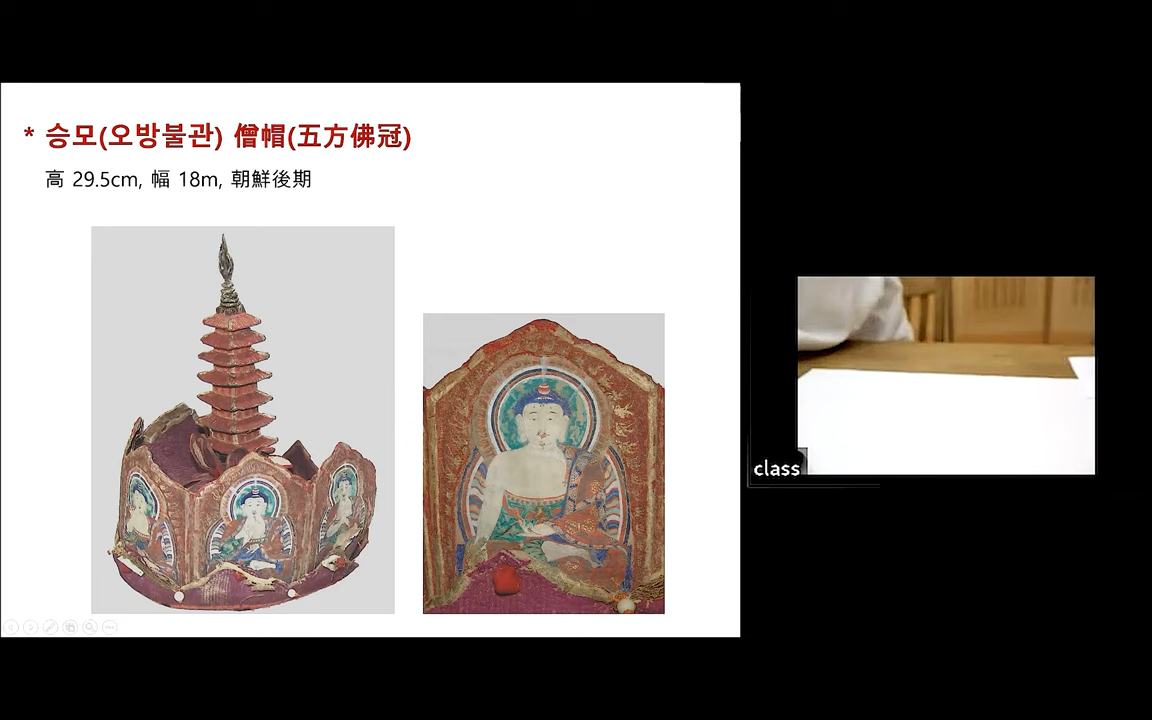 * 승모(오방불관) 僧帽(五方佛冠)
高 29.5cm, 幅 18m, 朝鮮後期
class